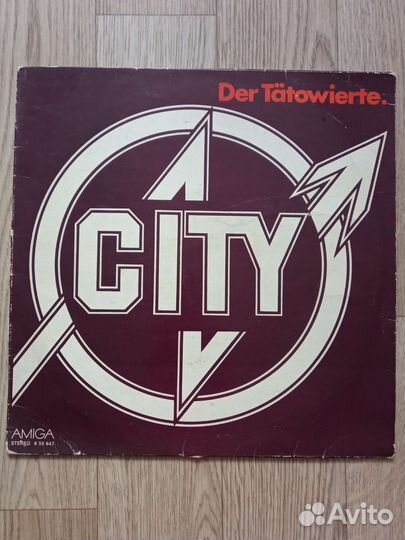 Der Tätowierte.
CITY
AMIGA
STEREO 8 55 647
Avito